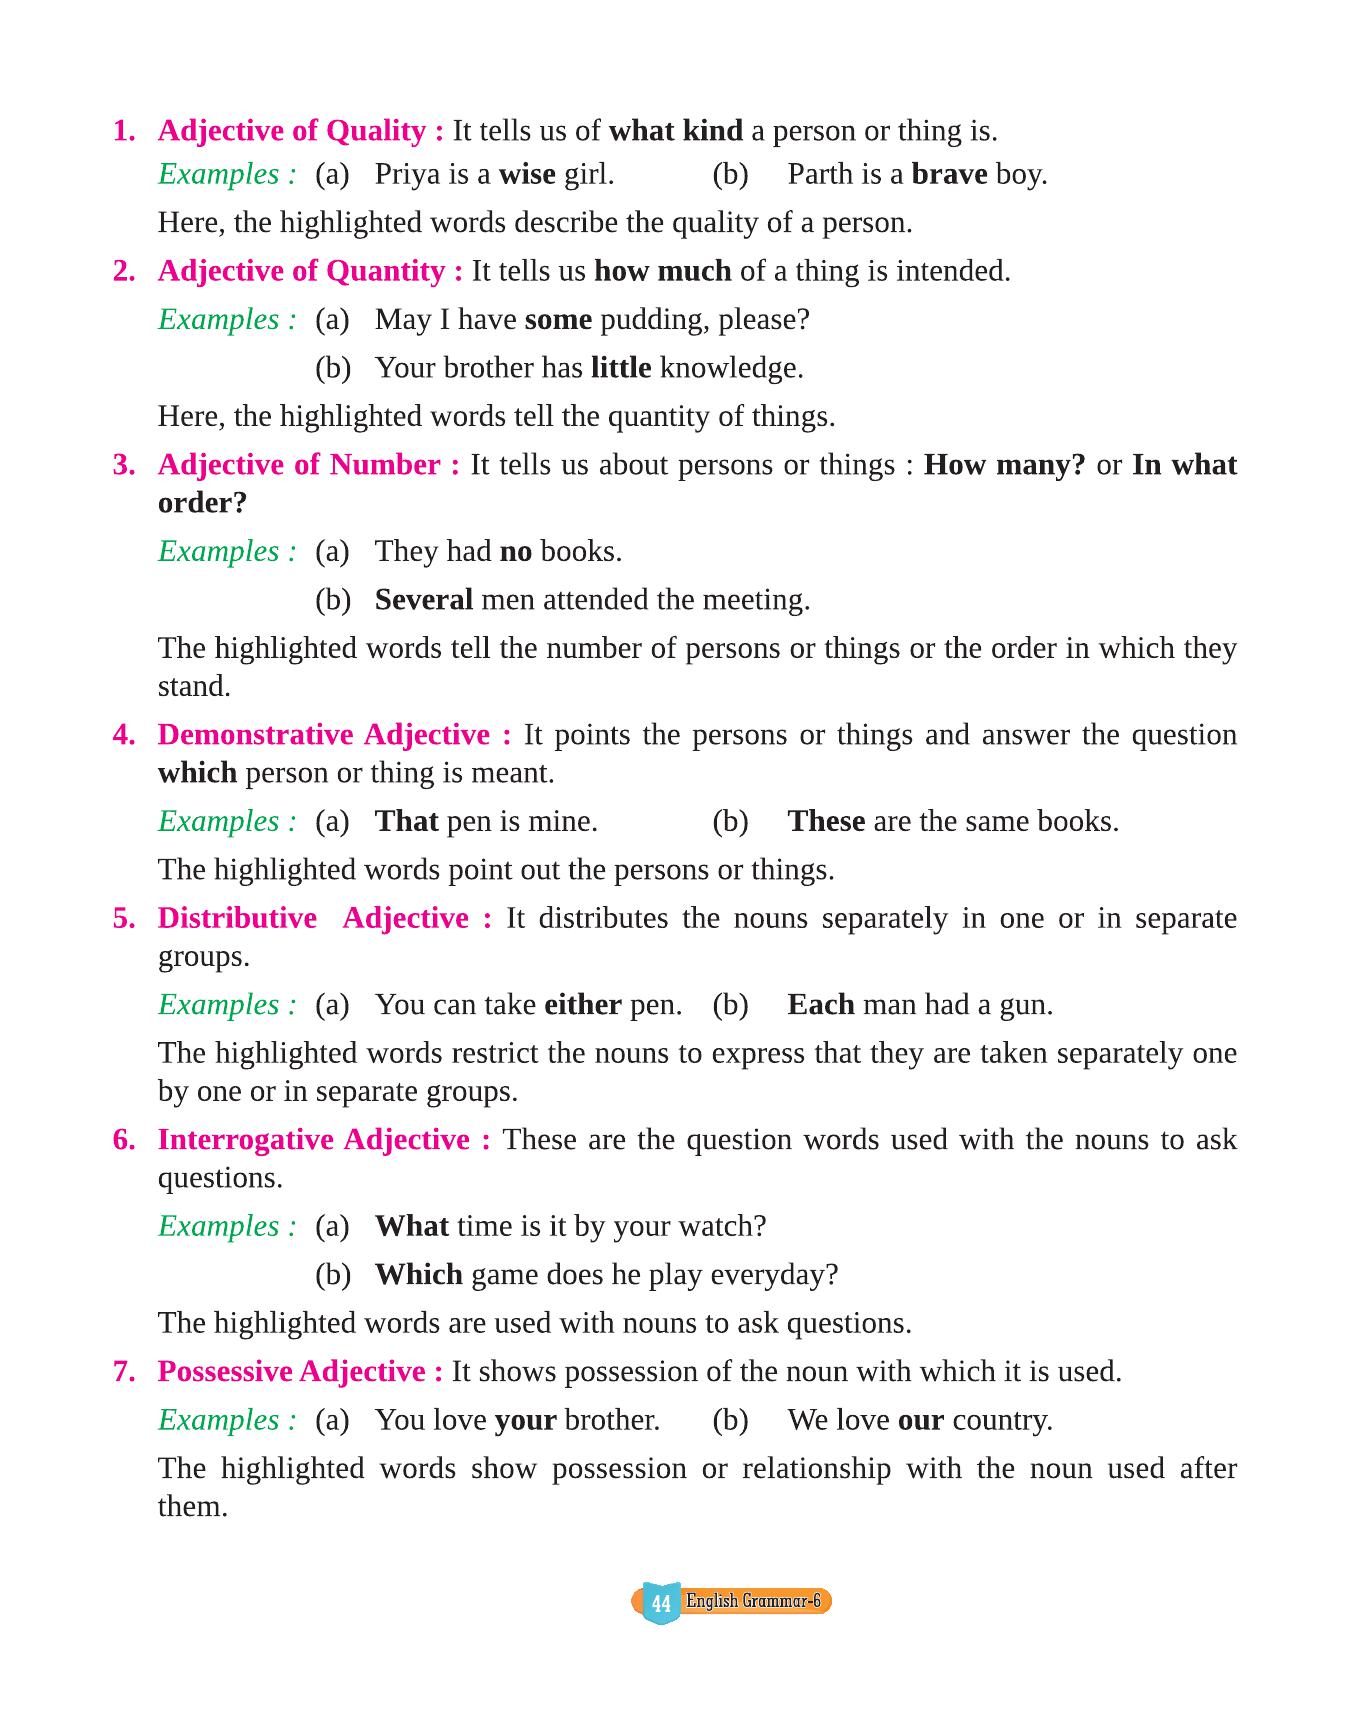 1. Adjective of Quality : It tells us of what kind a person or thing is.
Examples : (a) Priya is a wise girl. (b) Parth is a brave boy.
Here, the highlighted words describe the quality of a person.
2. Adjective of Quantity : It tells us how much of a thing is intended.
Examples : (a) May I have some pudding, please?
(b) Your brother has little knowledge.
Here, the highlighted words tell the quantity of things.
3. Adjective of Number : It tells us about persons or things : How many? or In what
order?
Examples : (a) They had no books.
(b) Several men attended the meeting.
The highlighted words tell the number of persons or things or the order in which they
stand.
4. Demonstrative Adjective : It points the persons or things and answer the question
which person or thing is meant.
Examples : (a) That pen is mine. (b) These are the same books.
The highlighted words point out the persons or things.
5. Distributive Adjective : It distributes the nouns separately in one or in separate
groups.
Examples : (a) You can take either pen. (b) Each man had a gun.
The highlighted words restrict the nouns to express that they are taken separately one
by one or in separate groups.
6. Interrogative Adjective : These are the question words used with the nouns to ask
questions.
Examples : (a) What time is it by your watch?
(b) Which game does he play everyday?
The highlighted words are used with nouns to ask questions.
7. Possessive Adjective : It shows possession of the noun with which it is used.
Examples : (a) You love your brother. (b) We love our country.
The highlighted words show possession or relationship with the noun used after
them.
44 English Grammar-6